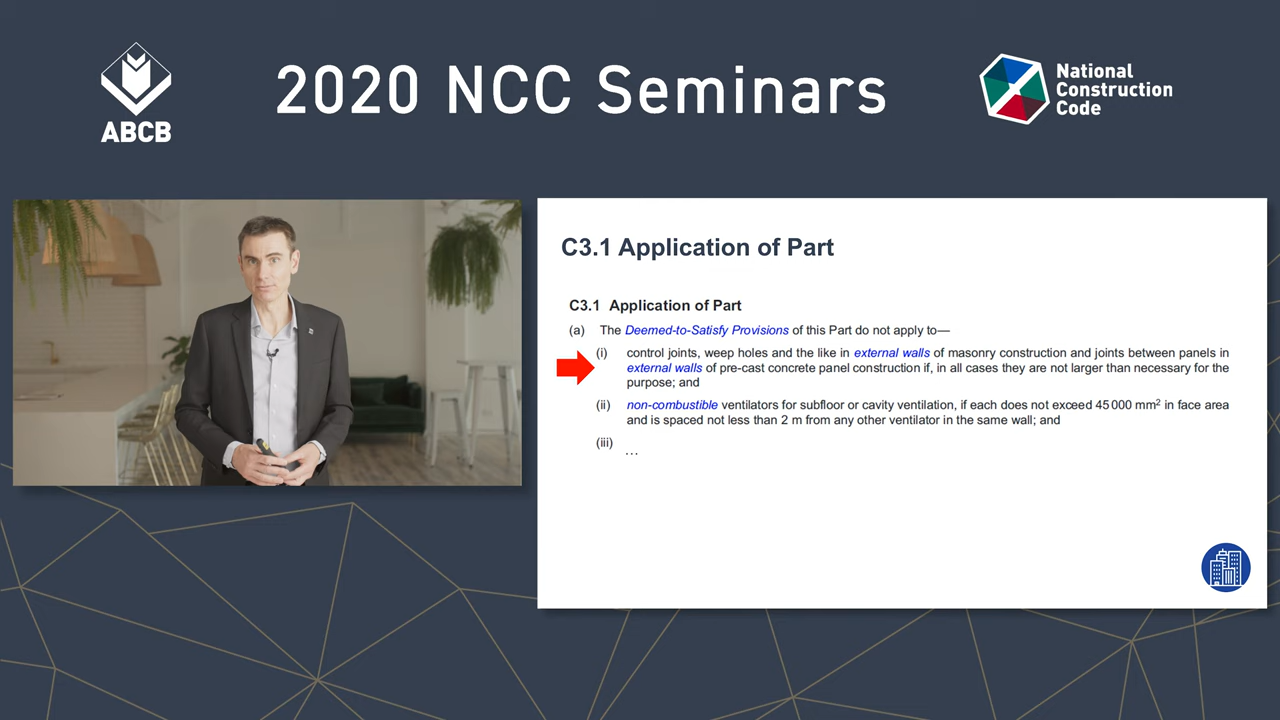 ABCB
2020 NCC Seminars
National
Construction
Code
C3.1 Application of Part
C3.1 Application of Part
(a) The Deemed-to-Satisfy Provisions of this Part do not apply to—
(i) control joints, weep holes and the like in external walls of masonry construction and joints between panels in
external walls of pre-cast concrete panel construction if, in all cases they are not larger than necessary for the
purpose; and
(ii) non-combustible ventilators for subfloor or cavity ventilation, if each does not exceed 45 000 mm² in face area
and is spaced not less than 2 m from any other ventilator in the same wall; and
(iii)
…